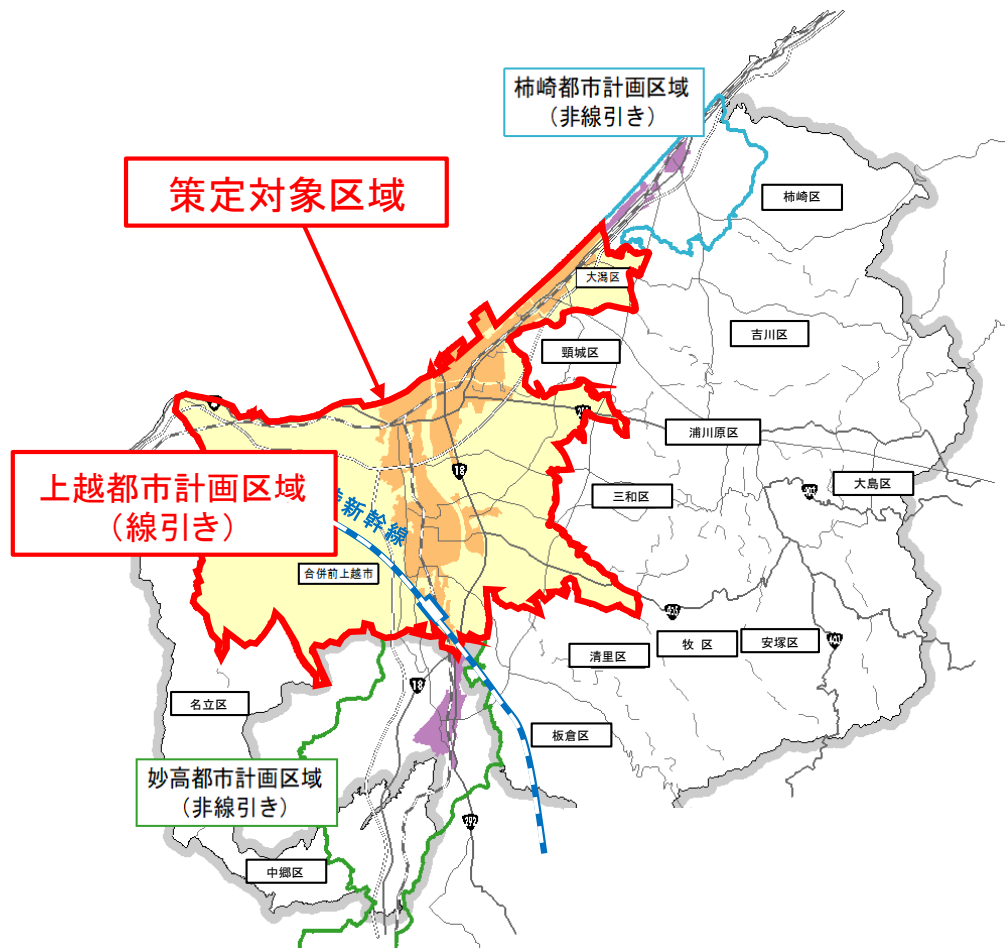 柿崎都市計画区域
（非線引き）
策定対象区域
柿崎区
大潟区
吉川区
頸城区
浦川原区
上越都市計画区域
（線引き）
18
三和区
大島区
新幹線
合併前上越市
清里区
牧 区
安塚区
18
名立区
板倉区
妙高都市計画区域
（非線引き）
292
中郷区